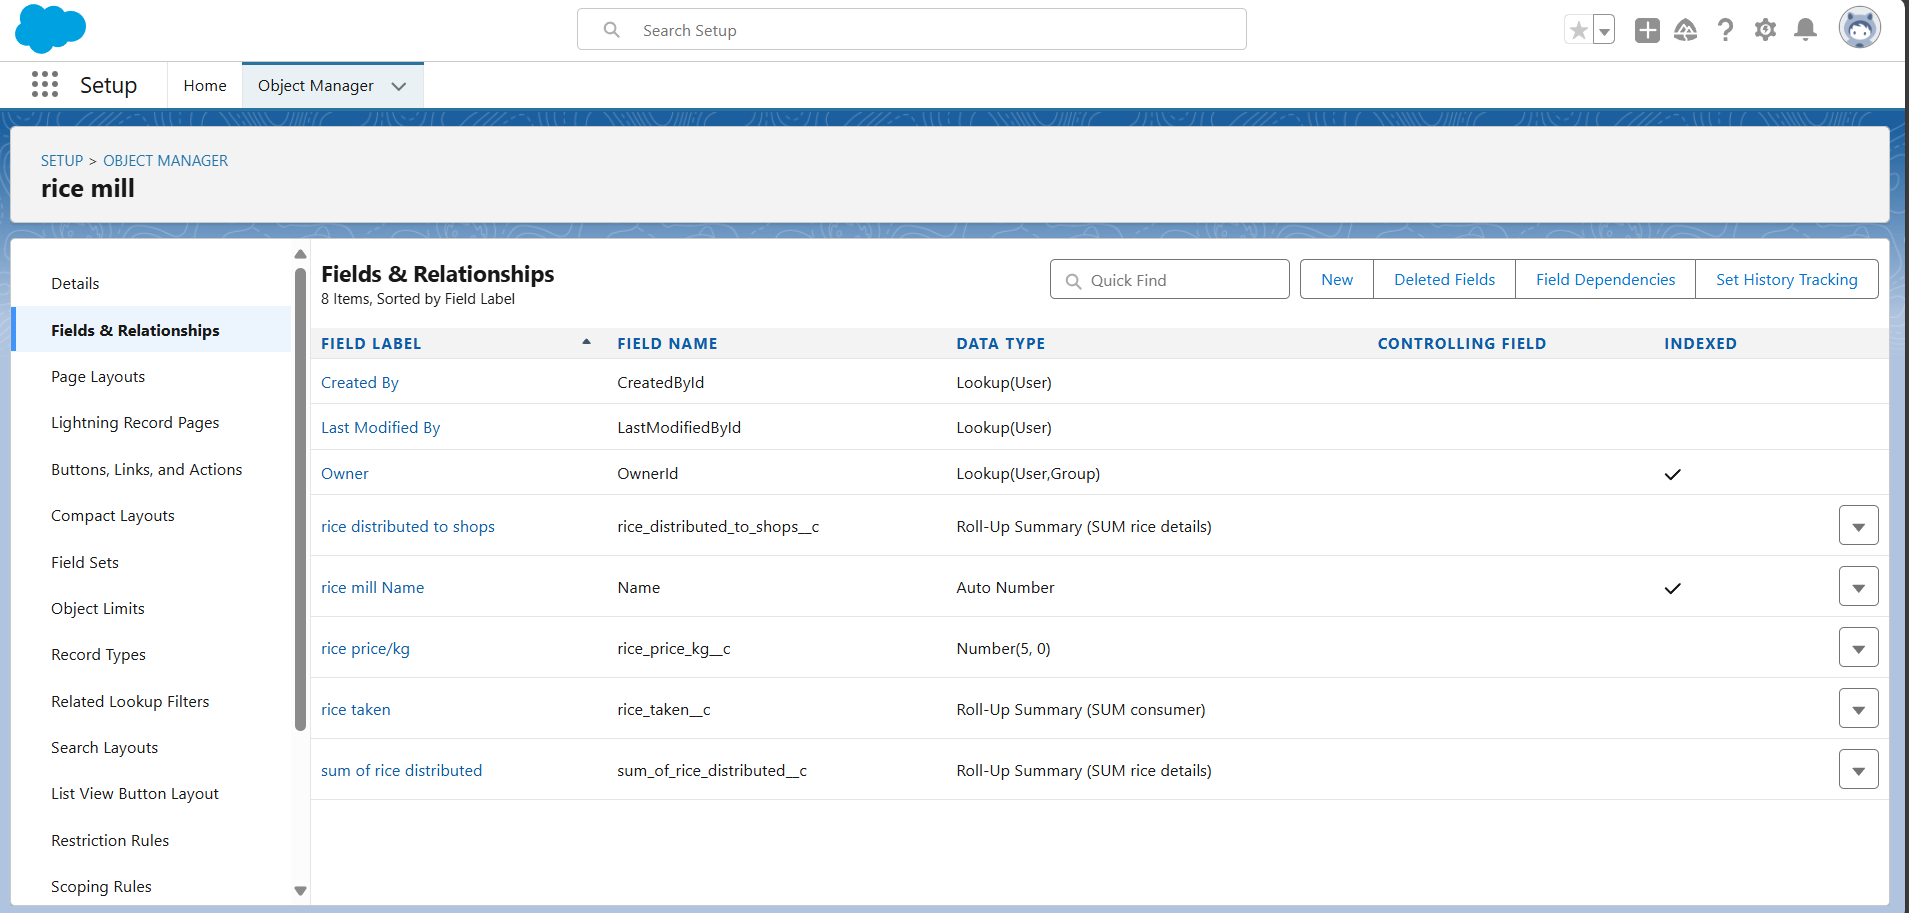 Search Setup
Setup
Home
Object Manager
SETUP > OBJECT MANAGER
rice mill
Details
Fields & Relationships
Page Layouts
Lightning Record Pages
Buttons, Links, and Actions
Compact Layouts
Field Sets
Object Limits
Record Types
Related Lookup Filters
Search Layouts
List View Button Layout
Restriction Rules
Scoping Rules
Fields & Relationships
8 Items, Sorted by Field Label
Quick Find
New
Deleted Fields
Field Dependencies
Set History Tracking
FIELD LABEL FIELD NAME DATA TYPE CONTROLLING FIELD INDEXED
Created By CreatedById Lookup(User)
Last Modified By LastModifiedById Lookup(User)
Owner OwnerId Lookup(User,Group)
rice distributed to shops rice_distributed_to_shops__c Roll-Up Summary (SUM rice details)
rice mill Name Name Auto Number
rice price/kg rice_price_kg__c Number(5, 0)
rice taken rice_taken__c Roll-Up Summary (SUM consumer)
sum of rice distributed sum_of_rice_distributed__c Roll-Up Summary (SUM rice details)